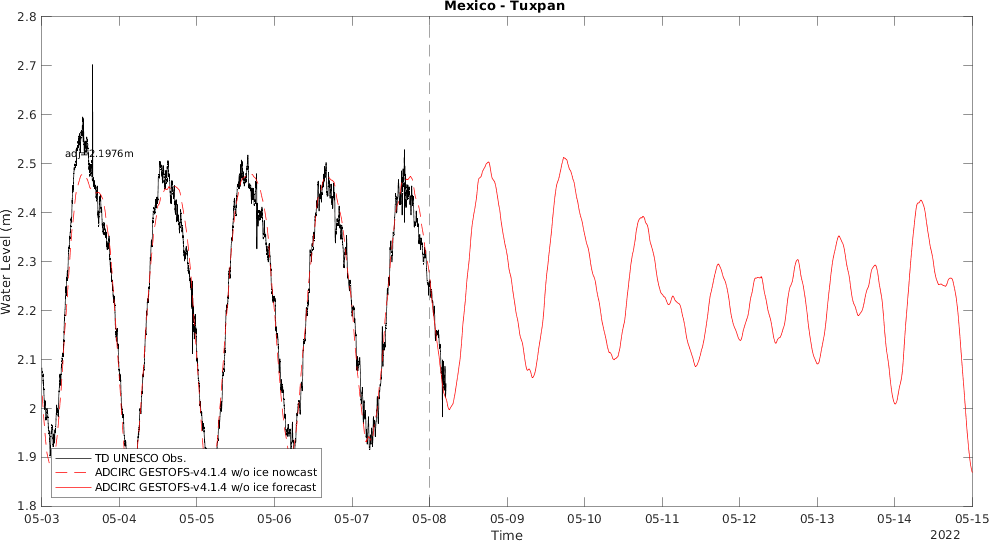 Mexico - Tuxpan
2.8
2.7
2.6
2.5
2.4
2.3
2.2
2.1
2
1.9
1.8
Water Level (m)
adj=2.1976m
TD UNESCO Obs.
ADCIRC GESTOFS-v4.1.4 w/o ice nowcast
ADCIRC GESTOFS-v4.1.4 w/o ice forecast
05-03 05-04 05-05 05-06 05-07 05-08 05-09 05-10 05-11 05-12 05-13 05-14 05-15
Time
2022